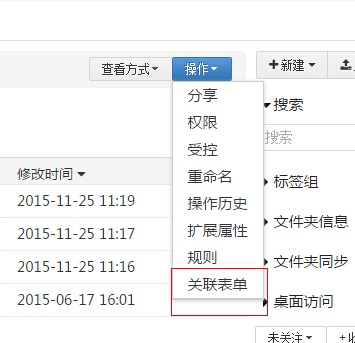 查看方式
操作
+新建
分享
权限
受控
重命名
操作历史
扩展属性
规则
关联表单
修改时间
2015-11-25 11:19
2015-11-25 11:17
2015-11-25 11:16
2015-06-17 16:01
搜索
搜索
标签组
文件夹信息
文件夹同步
桌面访问
未关注
+收